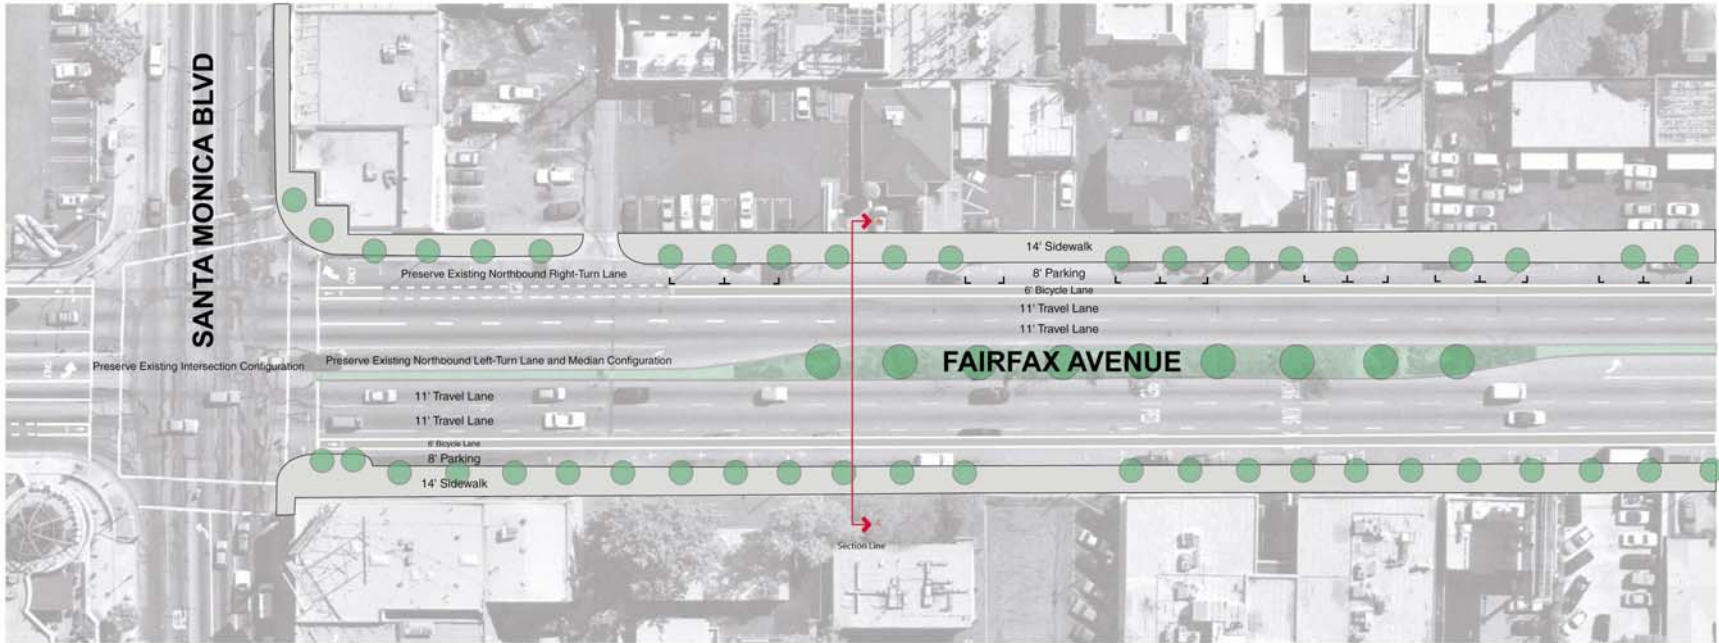 SANTA MONICA BLVD
14' Sidewalk
Preserve Existing Northbound Right-Turn Lane
8' Parking
6' Bicycle Lane
11' Travel Lane
11' Travel Lane
Preserve Existing Intersection Configuration
Preserve Existing Northbound Left-Turn Lane and Median Configuration
FAIRFAX AVENUE
11' Travel Lane
11' Travel Lane
6' Bicycle Lane
8' Parking
14' Sidewalk
Section Line